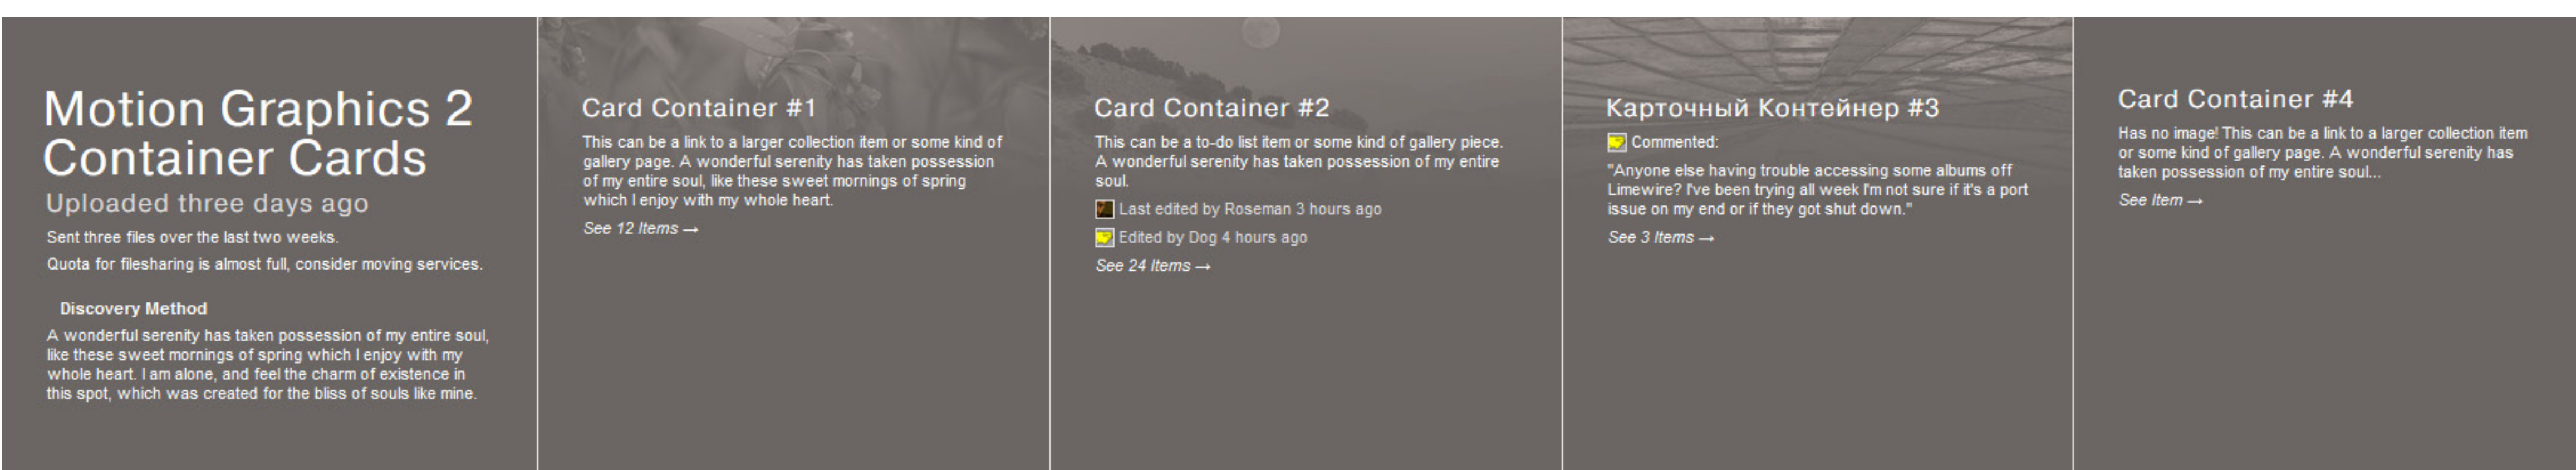 Motion Graphics 2
Container Cards
Uploaded three days ago
Sent three files over the last two weeks.
Quota for filesharing is almost full, consider moving services.
Discovery Method
A wonderful serenity has taken possession of my entire soul,
like these sweet mornings of spring which I enjoy with my
whole heart. I am alone, and feel the charm of existence in
this spot, which was created for the bliss of souls like mine.
Card Container #1
This can be a link to a larger collection item or some kind of
gallery page. A wonderful serenity has taken possession
of my entire soul, like these sweet mornings of spring
which I enjoy with my whole heart.
See 12 Items →
Card Container #2
This can be a to-do list item or some kind of gallery piece.
A wonderful serenity has taken possession of my entire
soul.
Last edited by Roseman 3 hours ago
Edited by Dog 4 hours ago
See 24 Items →
Карточный Контейнер #3
Commented:
"Anyone else having trouble accessing some albums off
Limewire? I've been trying all week I'm not sure if it's a port
issue on my end or if they got shut down."
See 3 Items →
Card Container #4
Has no image! This can be a link to a larger collection item
or some kind of gallery page. A wonderful serenity has
taken possession of my entire soul...
See Item →